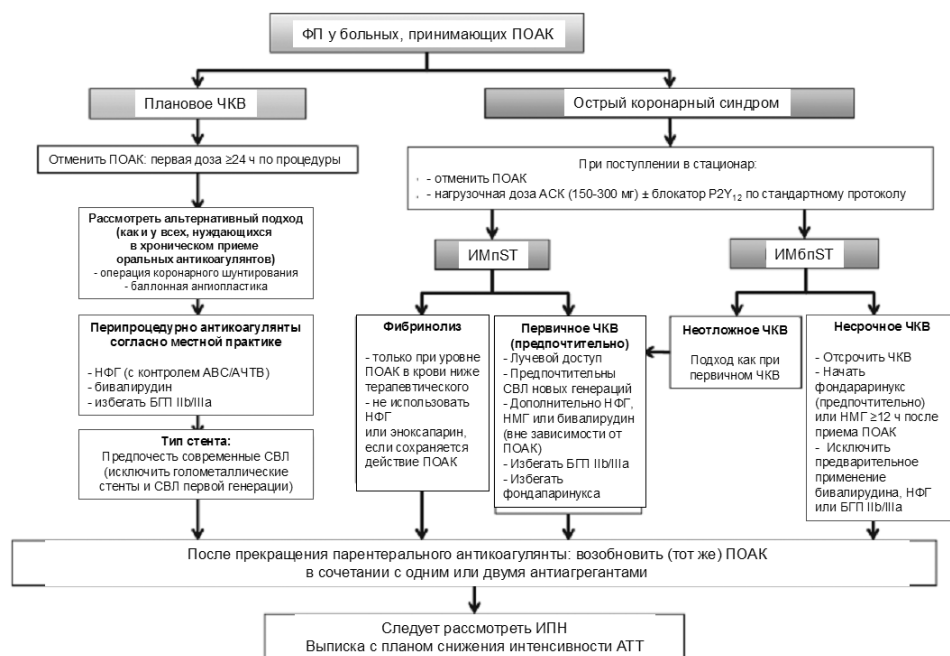 ФП у больных, принимающих ПОАК
Плановое ЧКВ
Отменить ПОАК: первая доза ≥24 ч по процедуры
Рассмотреть альтернативный подход
(как и у всех, нуждающихся
в хроническом приеме
оральных антикоагулянтов)
- операция коронарного шунтирования
- баллонная ангиопластика
Перипроцедурно антикоагулянты
согласно местной практике
- НФГ (с контролем АВС/АЧТВ)
- бивалирудин
- избегать БГП IIb/IIIa
Тип стента:
Предпочесть современные СВЛ
(исключить голометаллические
стенты и СВЛ первой генерации)
Острый коронарный синдром
При поступлении в стационар:
- отменить ПОАК
- нагрузочная доза АСК (150-300 мг) ± блокатор P2Y12 по стандартному протоколу
ИМпST
Фибринолиз
- только при уровне
ПОАК в крови ниже
терапевтического
- не использовать
НФГ
или эноксапарин,
если сохраняется
действие ПОАК
Первичное ЧКВ
(предпочтительно)
- Лучевой доступ
- Предпочтительны
СВЛ новых генераций
- Дополнительно НФГ,
НМГ или бивалирудин
(вне зависимости от
ПОАК)
- Избегать БГП IIb/IIIa
- Избегать
фондапаринукса
ИМбпST
Неотложное ЧКВ
Подход как при
первичном ЧКВ
Несрочное ЧКВ
- Отсрочить ЧКВ
- Начать
фондаринукс
(предпочтительно)
или НМГ ≥12 ч после
приема ПОАК
- Исключить
предварительное
применение
бивалирудина, НФГ
или БГП IIb/IIIa
После прекращения парентерального антикоагулянты: возобновить (тот же) ПОАК
в сочетании с одним или двумя антиагрегантами
Следует рассмотреть ИПН
Выписка с планом снижения интенсивности АТТ